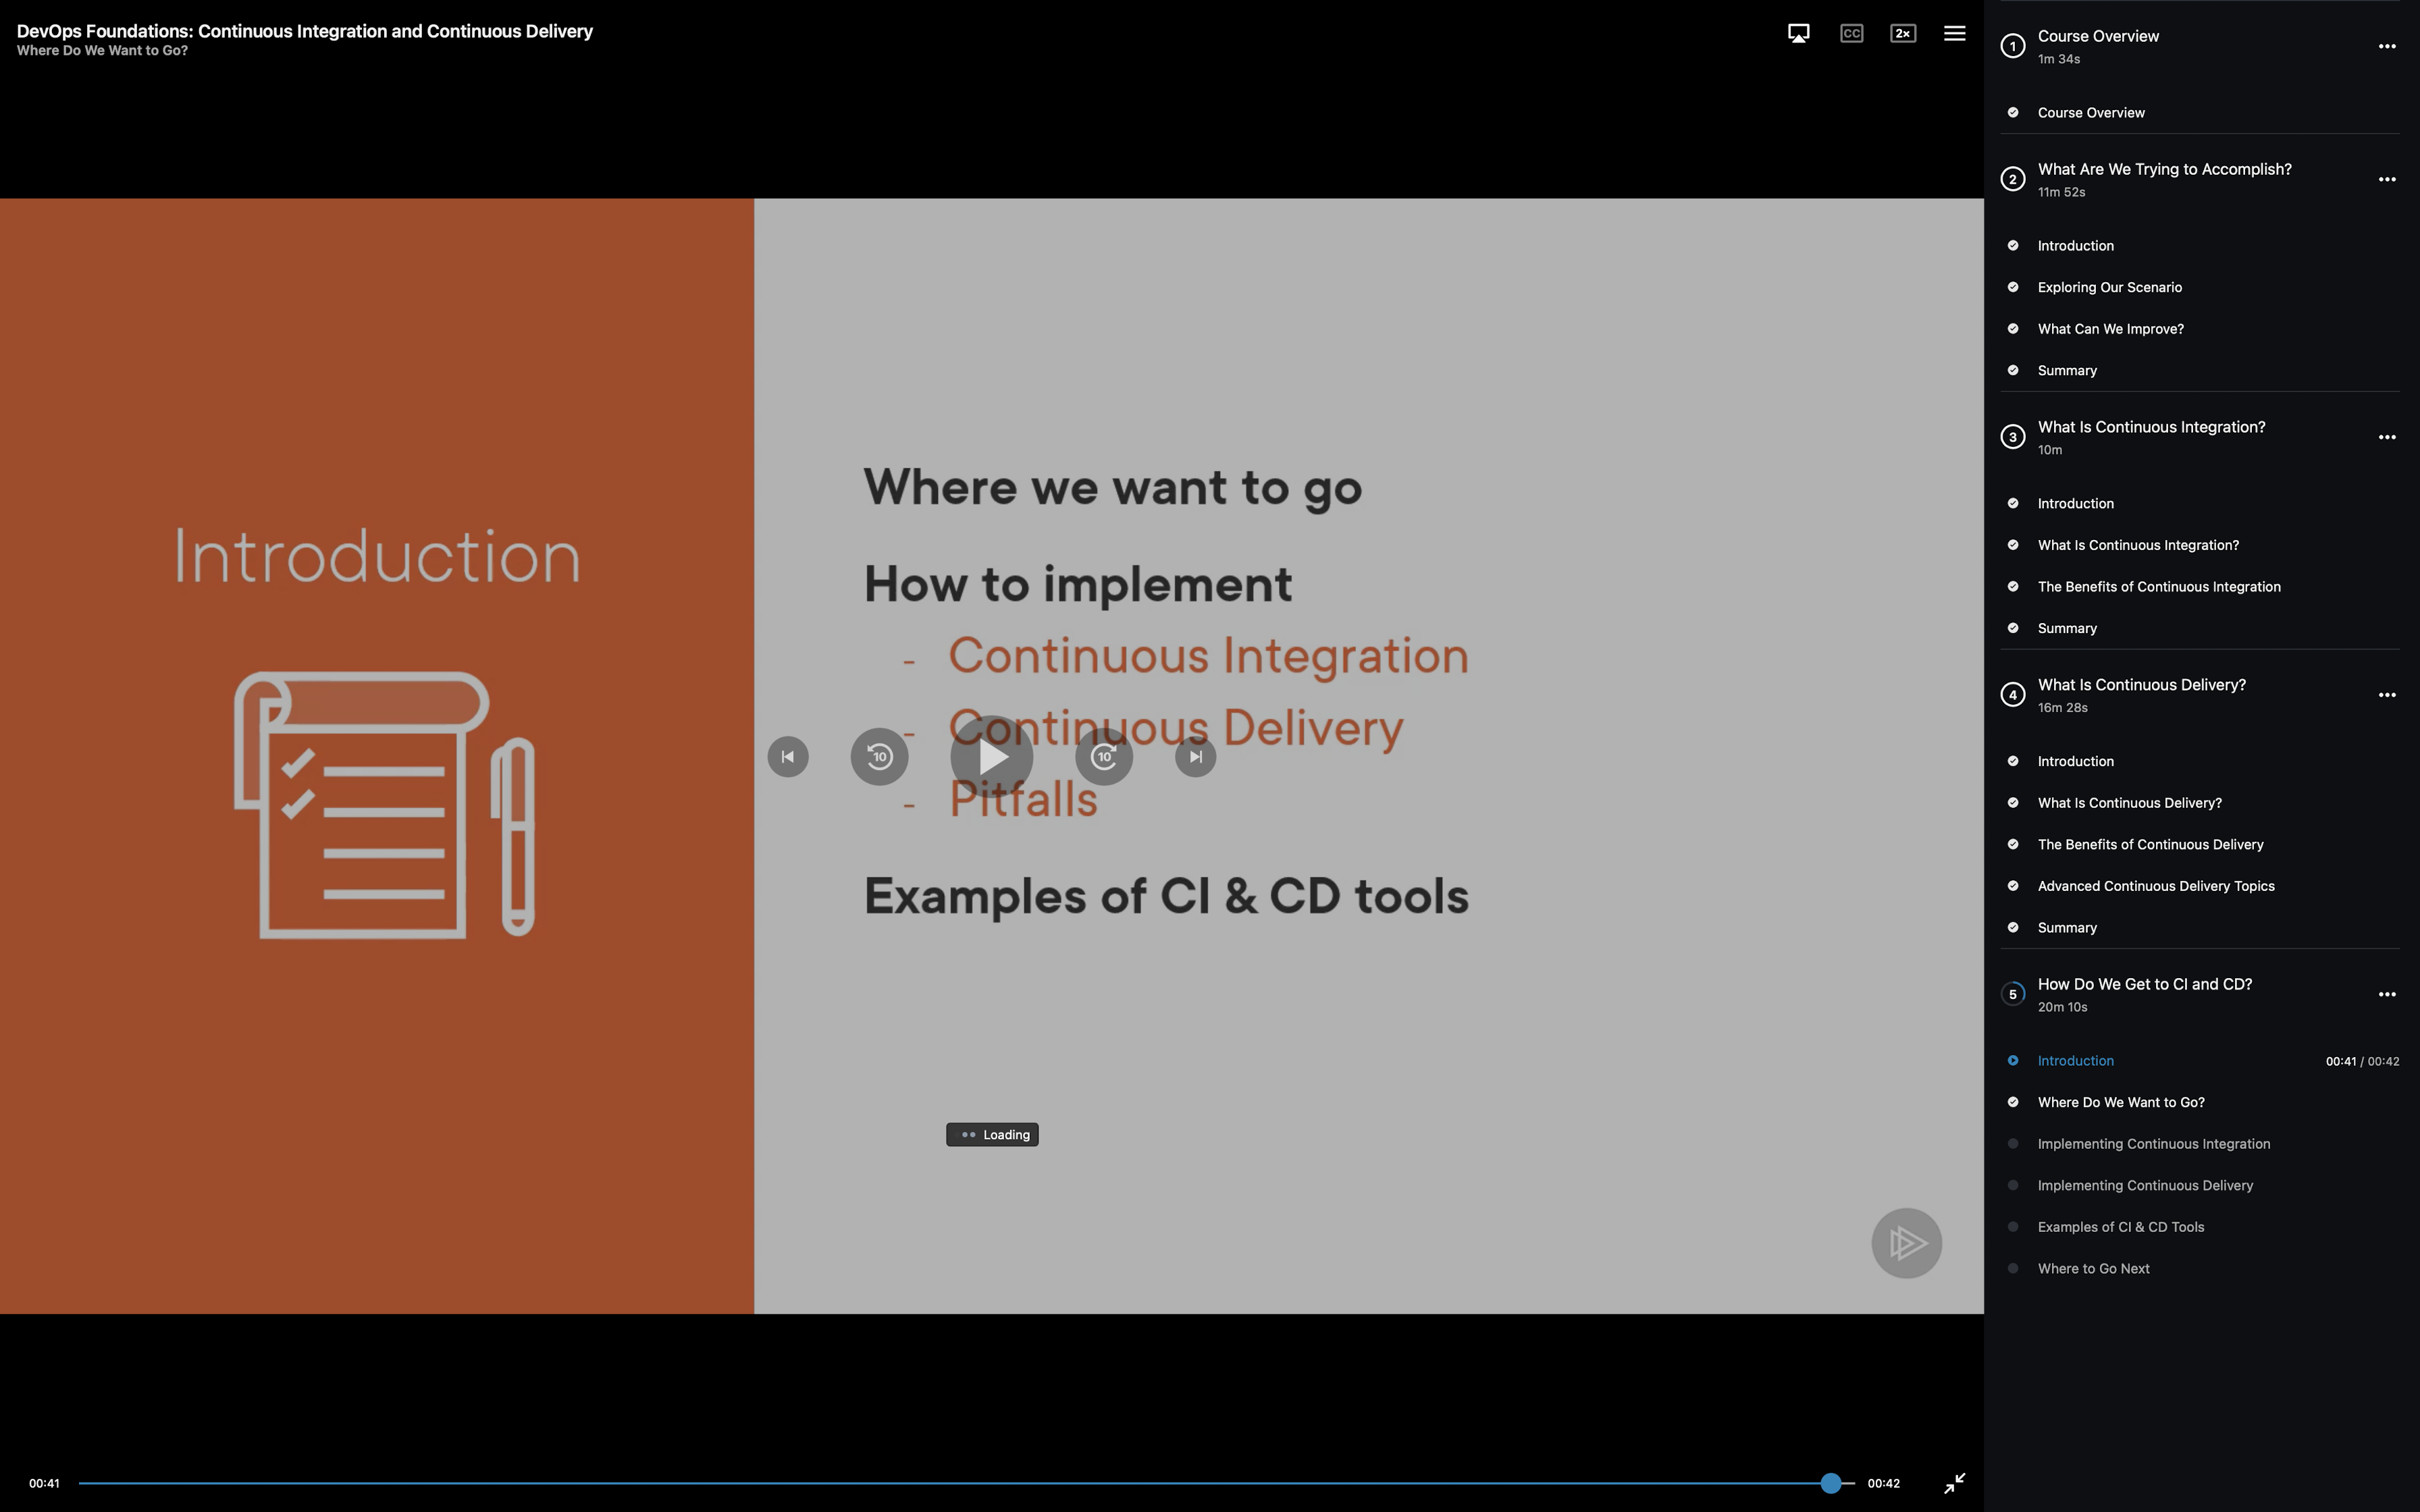 DevOps Foundations: Continuous Integration and Continuous Delivery
Where Do We Want to Go?
CC
2×
Introduction
Where we want to go
How to implement
- Continuous Integration
- Continuous Delivery
- Pitfalls
Examples of CI & CD tools
10
10
Loading
00:41
00:42
1
Course Overview
1m 34s
Course Overview
2
What Are We Trying to Accomplish?
11m 52s
Introduction
Exploring Our Scenario
What Can We Improve?
Summary
3
What Is Continuous Integration?
10m
Introduction
What Is Continuous Integration?
The Benefits of Continuous Integration
Summary
4
What Is Continuous Delivery?
16m 28s
Introduction
What Is Continuous Delivery?
The Benefits of Continuous Delivery
Advanced Continuous Delivery Topics
Summary
5
How Do We Get to CI and CD?
20m 10s
Introduction 00:41 / 00:42
Where Do We Want to Go?
Implementing Continuous Integration
Implementing Continuous Delivery
Examples of CI & CD Tools
Where to Go Next